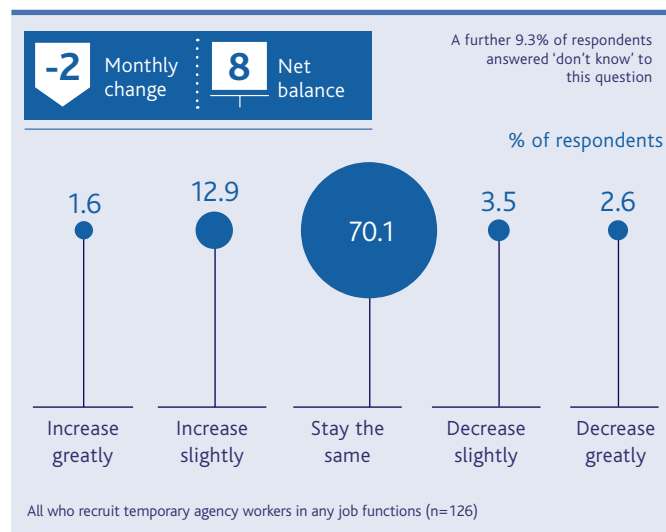 -2
Monthly
change
8
Net
balance
A further 9.3% of respondents
answered ‘don’t know’ to
this question
% of respondents
1.6
12.9
70.1
3.5
2.6
Increase
greatly
Increase
slightly
Stay the
same
Decrease
slightly
Decrease
greatly
All who recruit temporary agency workers in any job functions (n=126)